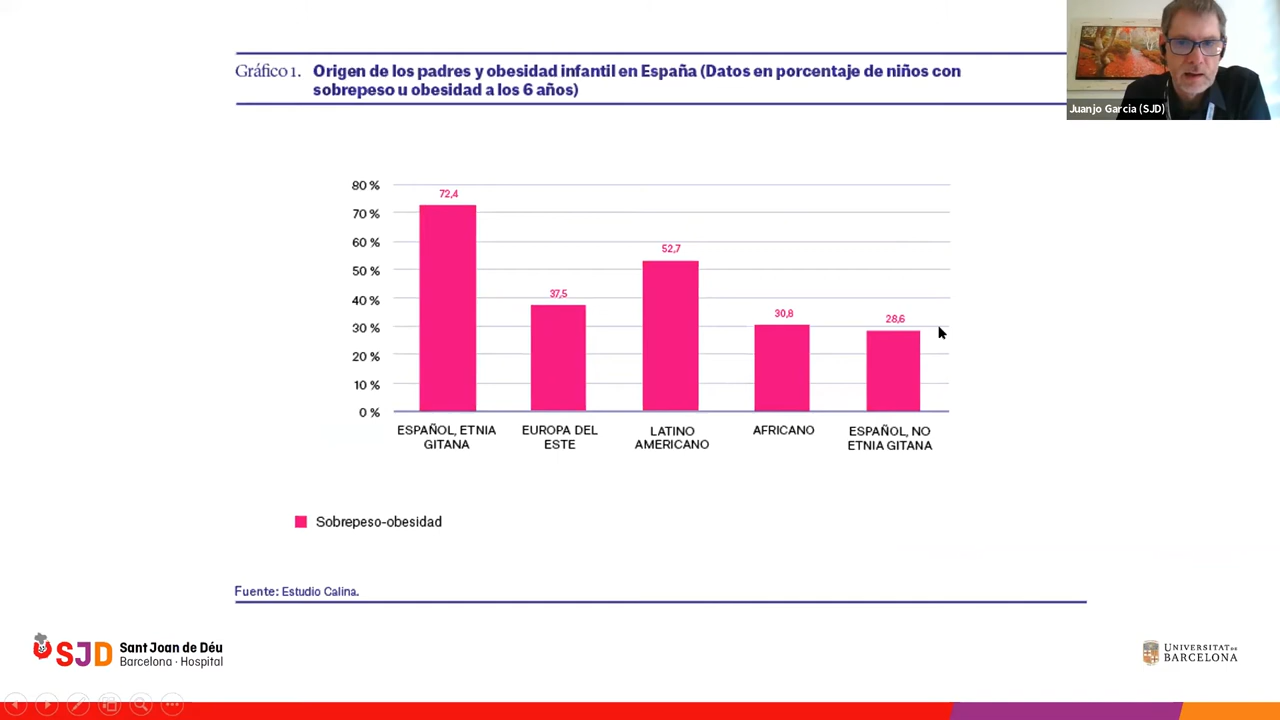 Gráfico 1. Origen de los padres y obesidad infantil en España (Datos en porcentaje de niños con
sobrepeso u obesidad a los 6 años)
Juanjo Garcia (SJD)
80 %
70 %
60 %
50 %
40 %
30 %
20 %
10 %
0 %
72,4
37,5
52,7
30,8
28,6
ESPAÑOL, ETNIA
GITANA
EUROPA DEL
ESTE
LATINO
AMERICANO
AFRICANO
ESPAÑOL, NO
ETNIA GITANA
Sobrepeso-obesidad
Fuente: Estudio Calina.
SJD
Sant Joan de Déu
Barcelona · Hospital
UNIVERSITAT DE
BARCELONA